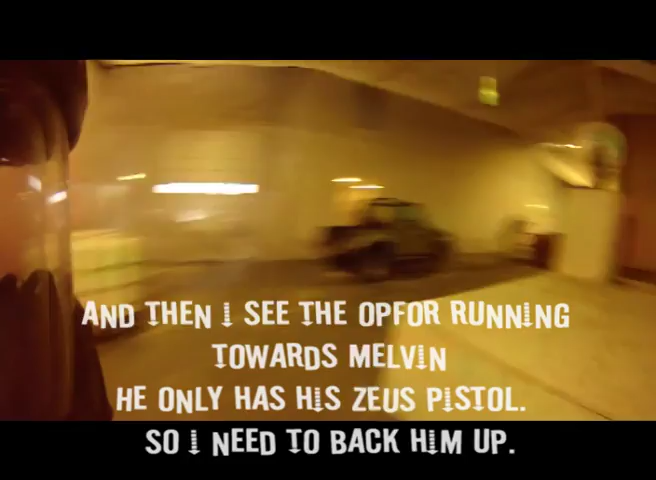 AND THEN I SEE THE OPFOR RUNNING
TOWARDS MELVIN
HE ONLY HAS HIS ZEUS PISTOL.
SO I NEED TO BACK HIM UP.